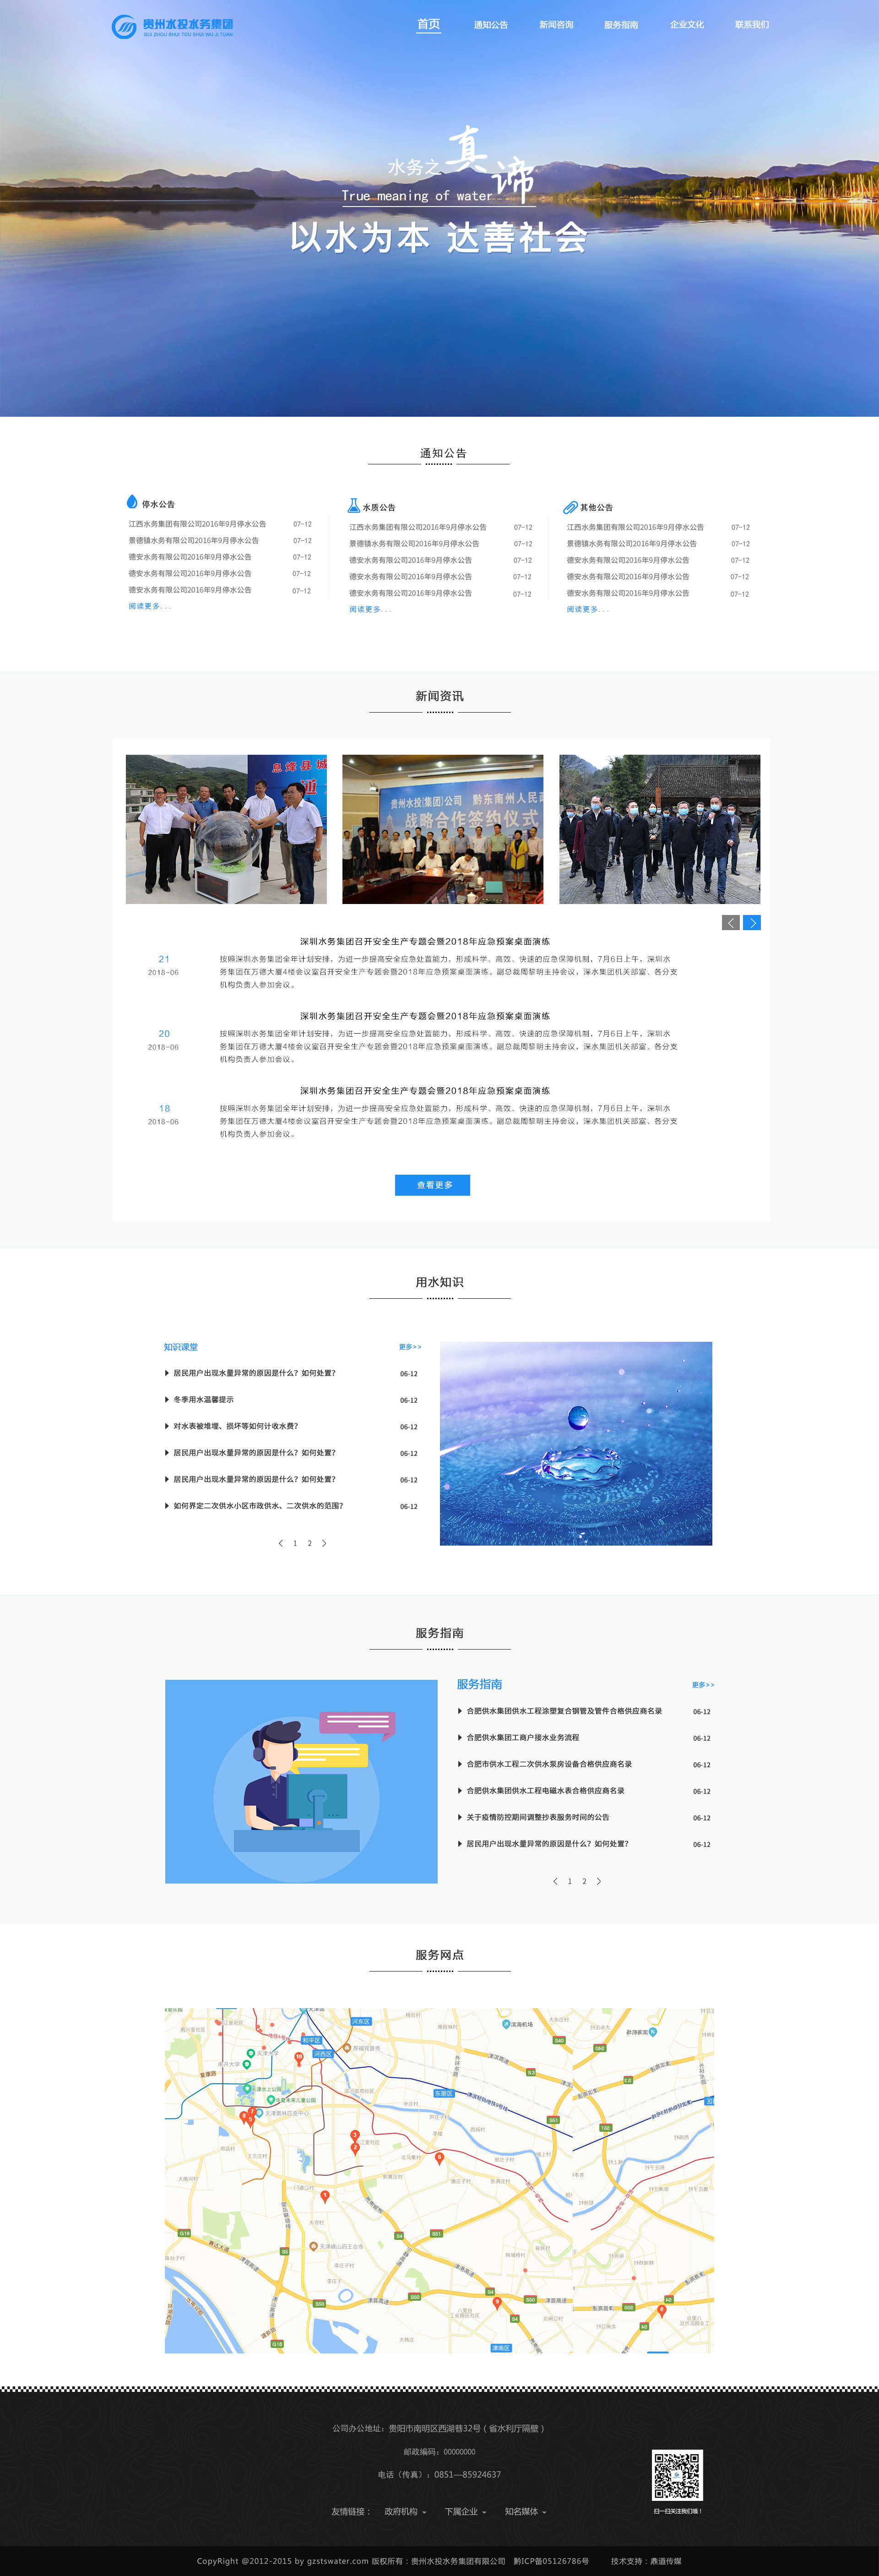 贵州水投水务集团
GUI ZHOU SHUI TOU SHUI WU JI TUAN
首页 通知公告 新闻咨询 服务指南 企业文化 联系我们
水务之真谛
True meaning of water
以水为本 达善社会
通知公告
停水公告
江西水务集团有限公司2016年9月停水公告 07-12
景德镇水务有限公司2016年9月停水公告 07-12
德安水务有限公司2016年9月停水公告 07-12
德安水务有限公司2016年9月停水公告 07-12
德安水务有限公司2016年9月停水公告 07-12
阅读更多...
水质公告
江西水务集团有限公司2016年9月停水公告 07-12
景德镇水务有限公司2016年9月停水公告 07-12
德安水务有限公司2016年9月停水公告 07-12
德安水务有限公司2016年9月停水公告 07-12
德安水务有限公司2016年9月停水公告 07-12
阅读更多...
其他公告
江西水务集团有限公司2016年9月停水公告 07-12
景德镇水务有限公司2016年9月停水公告 07-12
德安水务有限公司2016年9月停水公告 07-12
德安水务有限公司2016年9月停水公告 07-12
德安水务有限公司2016年9月停水公告 07-12
阅读更多...
新闻资讯
息烽县城
贵州水投(集团)公司 黔东南州人民政
战略合作签约仪式
深圳水务集团召开安全生产专题会暨2018年应急预案桌面演练
21
2018-06
按照深圳水务集团全年计划安排，为进一步提高安全应急处置能力，形成科学、高效、快速的应急保障机制，7月6日上午，深圳水
务集团在万德大厦4楼会议室召开安全生产专题会暨2018年应急预案桌面演练。副总裁周黎明主持会议，深水集团机关部室、各分支
机构负责人参加会议。
深圳水务集团召开安全生产专题会暨2018年应急预案桌面演练
20
2018-06
按照深圳水务集团全年计划安排，为进一步提高安全应急处置能力，形成科学、高效、快速的应急保障机制，7月6日上午，深圳水
务集团在万德大厦4楼会议室召开安全生产专题会暨2018年应急预案桌面演练。副总裁周黎明主持会议，深水集团机关部室、各分支
机构负责人参加会议。
深圳水务集团召开安全生产专题会暨2018年应急预案桌面演练
18
2018-06
按照深圳水务集团全年计划安排，为进一步提高安全应急处置能力，形成科学、高效、快速的应急保障机制，7月6日上午，深圳水
务集团在万德大厦4楼会议室召开安全生产专题会暨2018年应急预案桌面演练。副总裁周黎明主持会议，深水集团机关部室、各分支
机构负责人参加会议。
查看更多
用水知识
知识课堂 更多>>
居民用户出现水量异常的原因是什么？如何处置？ 06-12
冬季用水温馨提示 06-12
对水表被堆埋、损坏等如何计收水费？ 06-12
居民用户出现水量异常的原因是什么？如何处置？ 06-12
居民用户出现水量异常的原因是什么？如何处置？ 06-12
如何界定二次供水小区市政供水、二次供水的范围？ 06-12
1 2
服务指南
服务指南 更多>>
合肥供水集团供水工程涂塑复合钢管及管件合格供应商名录 06-12
合肥供水集团工商户接水业务流程 06-12
合肥市供水工程二次供水泵房设备合格供应商名录 06-12
合肥供水集团供水工程电磁水表合格供应商名录 06-12
关于疫情防控期间调整抄表服务时间的公告 06-12
居民用户出现水量异常的原因是什么？如何处置？ 06-12
1 2
服务网点
河东区
和平区
河西区
滨海机场
东丽区
天津大学
津南区
公司办公地址：贵阳市南明区西湖巷32号（省水利厅隔壁）
邮政编码：00000000
电话（传真）：0851—85924637
友情链接： 政府机构 下属企业 知名媒体
扫一扫关注我们哦！
CopyRight @2012-2015 by gzstswater.com 版权所有：贵州水投水务集团有限公司 黔ICP备05126786号 技术支持：鼎道传媒